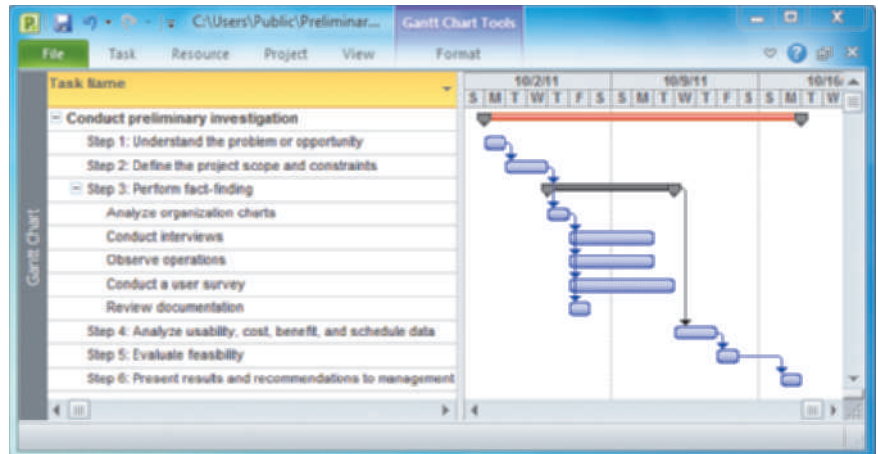 C:\Users\Public\Preliminar... Gantt Chart Tools
File Task Resource Project View Format
Task Name
10/2/11 10/9/11 10/16/
S M T W T F S S M T W T F S S M T W
Conduct preliminary investigation
Step 1: Understand the problem or opportunity
Step 2: Define the project scope and constraints
Step 3: Perform fact-finding
Analyze organization charts
Conduct interviews
Observe operations
Conduct a user survey
Review documentation
Step 4: Analyze usability, cost, benefit, and schedule data
Step 5: Evaluate feasibility
Step 6: Present results and recommendations to management
Gantt Chart